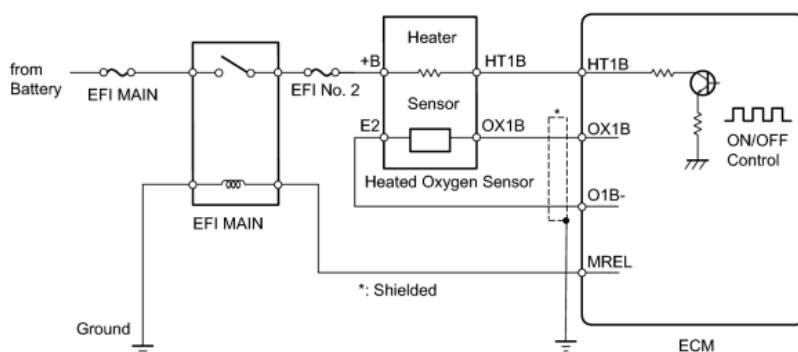 from
Battery
EFI MAIN
EFI No. 2
+B
Heater
HT1B
HT1B
Sensor
E2
OX1B
*
OX1B
ON/OFF
Control
Heated Oxygen Sensor
O1B-
EFI MAIN
MREL
*: Shielded
Ground
ECM